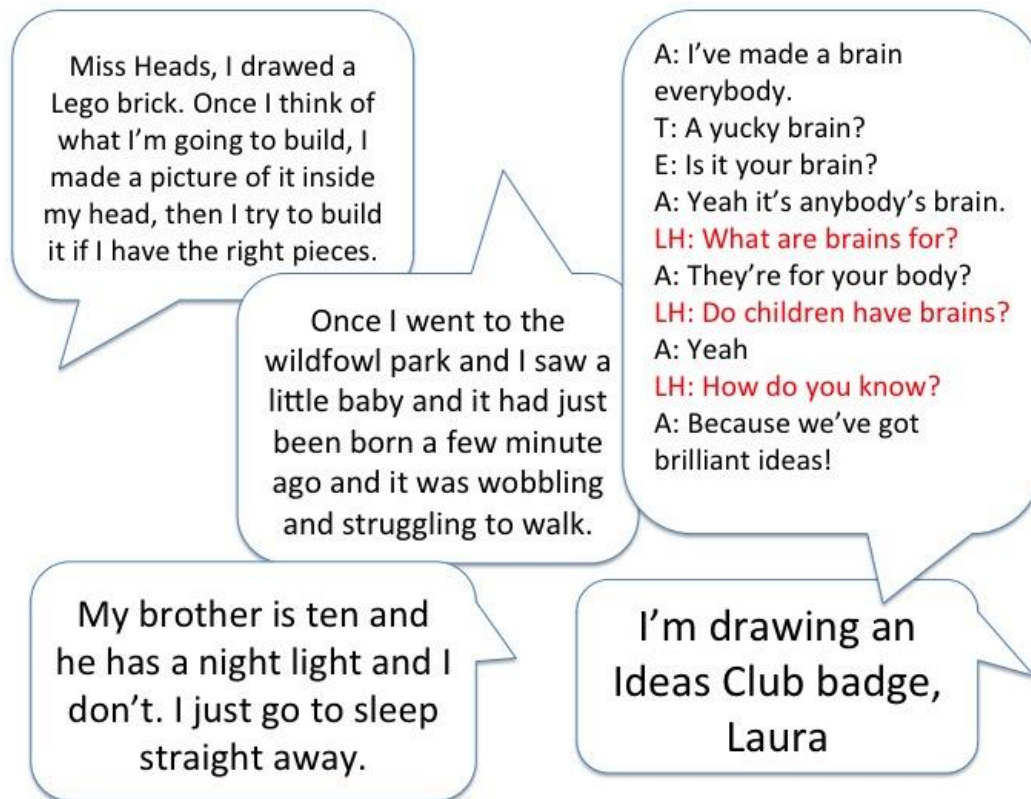 Miss Heads, I drawed a
Lego brick. Once I think of
what I'm going to build, I
made a picture of it inside
my head, then I try to build
it if I have the right pieces.
A: I've made a brain
everybody.
T: A yucky brain?
E: Is it your brain?
A: Yeah it's anybody's brain.
LH: What are brains for?
A: They're for your body?
LH: Do children have brains?
A: Yeah
LH: How do you know?
A: Because we've got
brilliant ideas!
Once I went to the
wildfowl park and I saw a
little baby and it had just
been born a few minute
ago and it was wobbling
and struggling to walk.
My brother is ten and
he has a night light and I
don't. I just go to sleep
straight away.
I'm drawing an
Ideas Club badge,
Laura